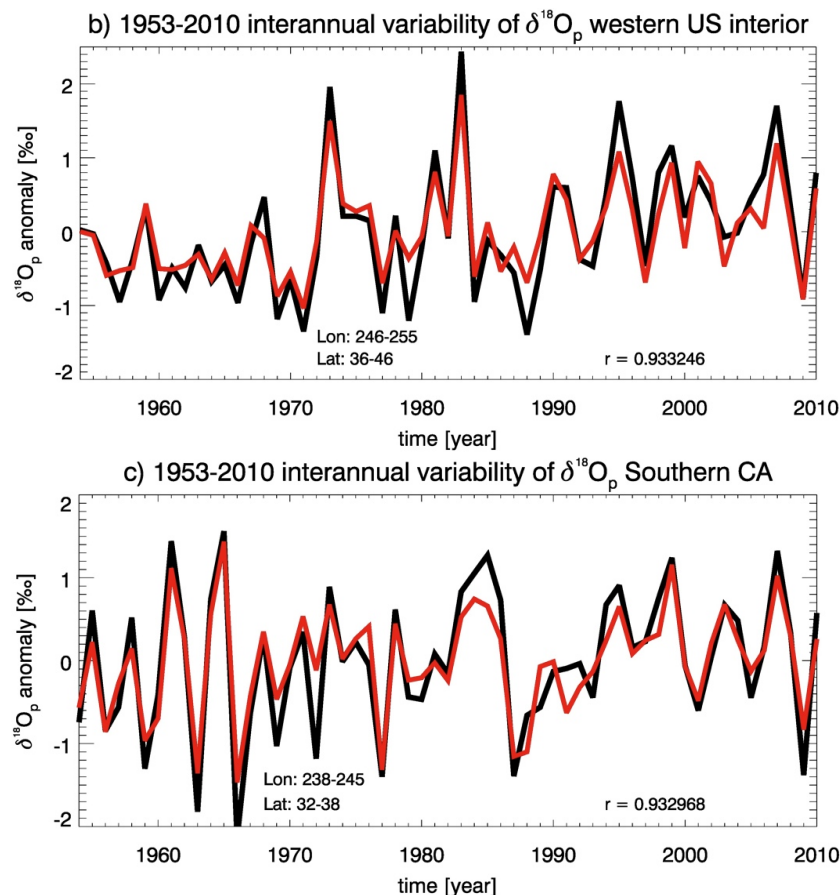 b) 1953-2010 interannual variability of δ¹⁸Oₚ western US interior
2
1
0
-1
-2
δ¹⁸Oₚ anomaly [‰]
Lon: 246-255
Lat: 36-46
r = 0.933246
1960 1970 1980 1990 2000 2010
time [year]
c) 1953-2010 interannual variability of δ¹⁸Oₚ Southern CA
2
1
0
-1
-2
δ¹⁸Oₚ anomaly [‰]
Lon: 238-245
Lat: 32-38
r = 0.932968
1960 1970 1980 1990 2000 2010
time [year]